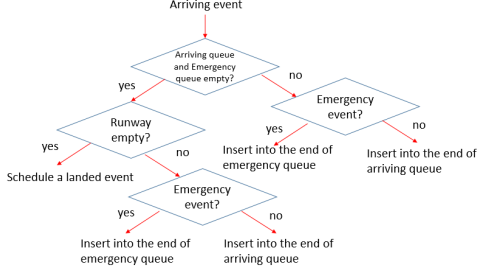 Arriving event
Arriving queue
and Emergency
queue empty?
yes
no
Runway
empty?
Emergency
event?
yes
no
yes
no
Insert into the end of
emergency queue
Insert into the end of
arriving queue
Schedule a landed event
Emergency
event?
yes
no
Insert into the end of
emergency queue
Insert into the end of
arriving queue